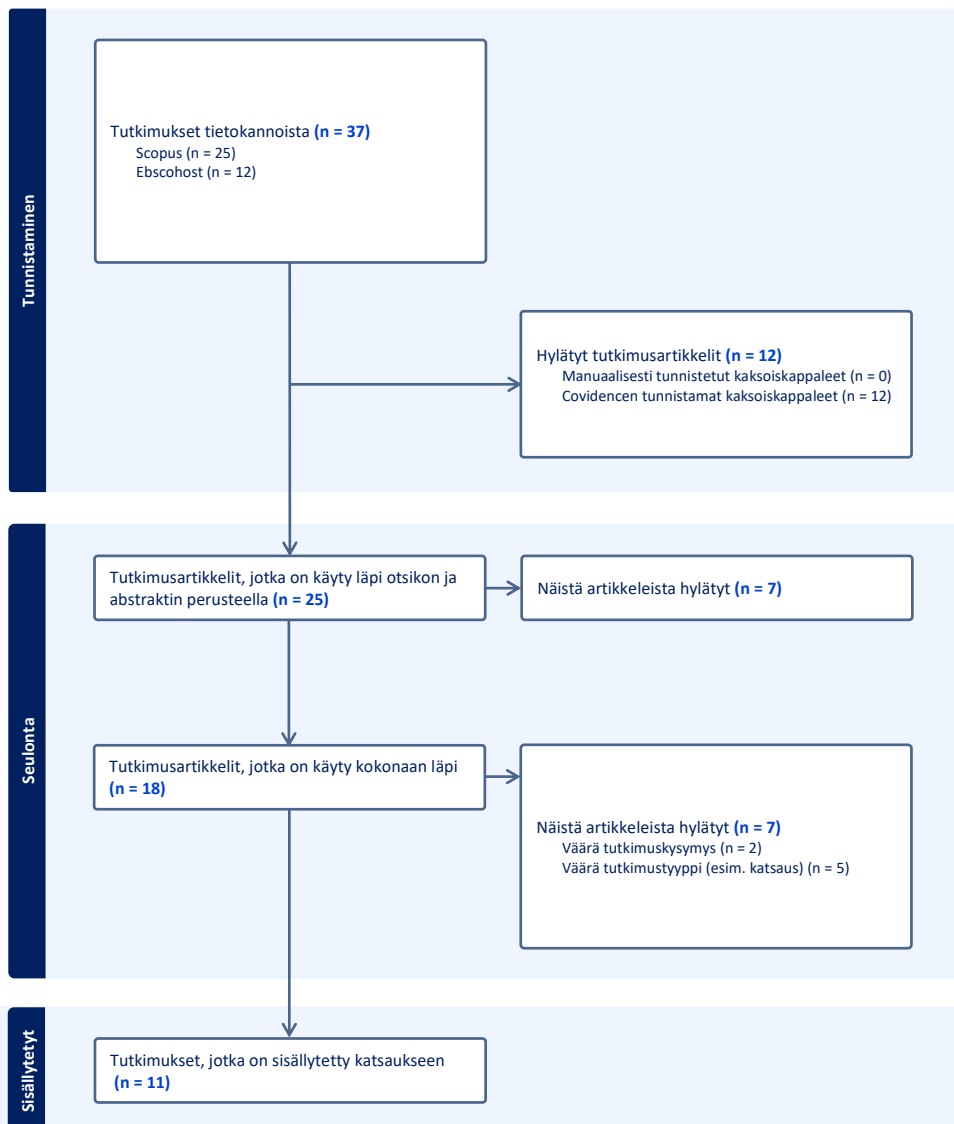 Tunnistaminen
Tutkimukset tietokannoista (n = 37)
Scopus (n = 25)
Ebscohost (n = 12)
Hylätyt tutkimusartikkelit (n = 12)
Manuaalisesti tunnistetut kaksoiskappaleet (n = 0)
Covidencen tunnistamat kaksoiskappaleet (n = 12)
Seulonta
Tutkimusartikkelit, jotka on käyty läpi otsikon ja
abstraktin perusteella (n = 25)
Näistä artikkeleista hylätyt (n = 7)
Tutkimusartikkelit, jotka on käyty kokonaan läpi
(n = 18)
Näistä artikkeleista hylätyt (n = 7)
Väärä tutkimuskysymys (n = 2)
Väärä tutkimustyyppi (esim. katsaus) (n = 5)
Sisällytetyt
Tutkimukset, jotka on sisällytetty katsaukseen
(n = 11)